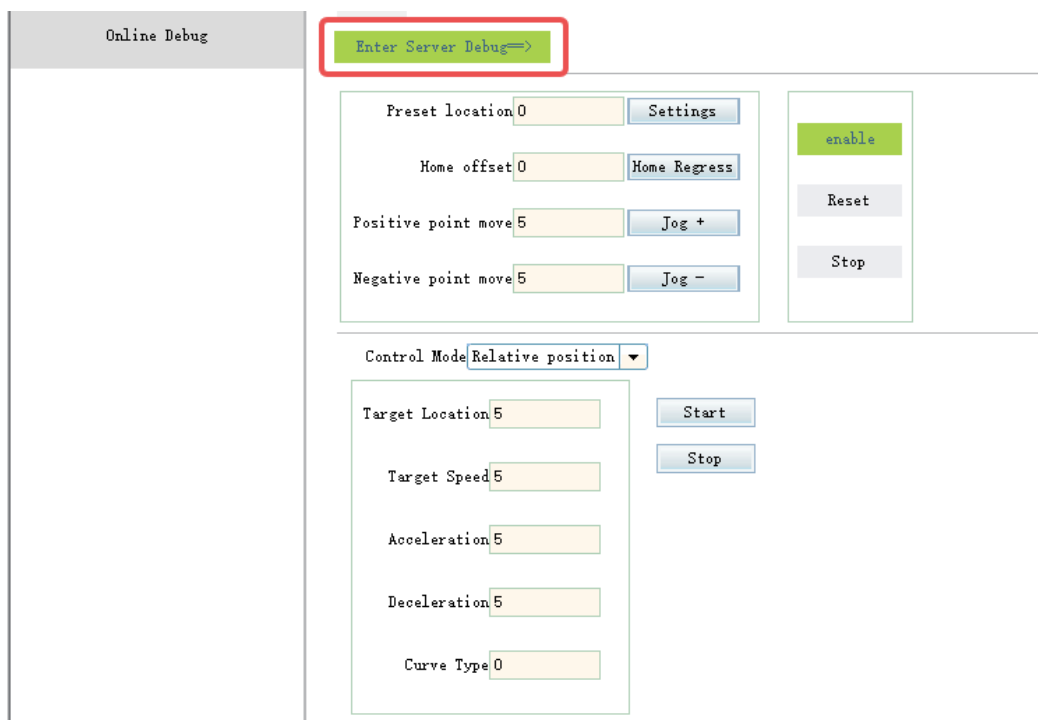 Online Debug
Enter Server Debug==>
Preset location 0 Settings
enable
Home offset 0 Home Regress
Reset
Positive point move 5 Jog +
Stop
Negative point move 5 Jog -
Control Mode Relative position
Target Location 5 Start
Stop
Target Speed 5
Acceleration 5
Deceleration 5
Curve Type 0